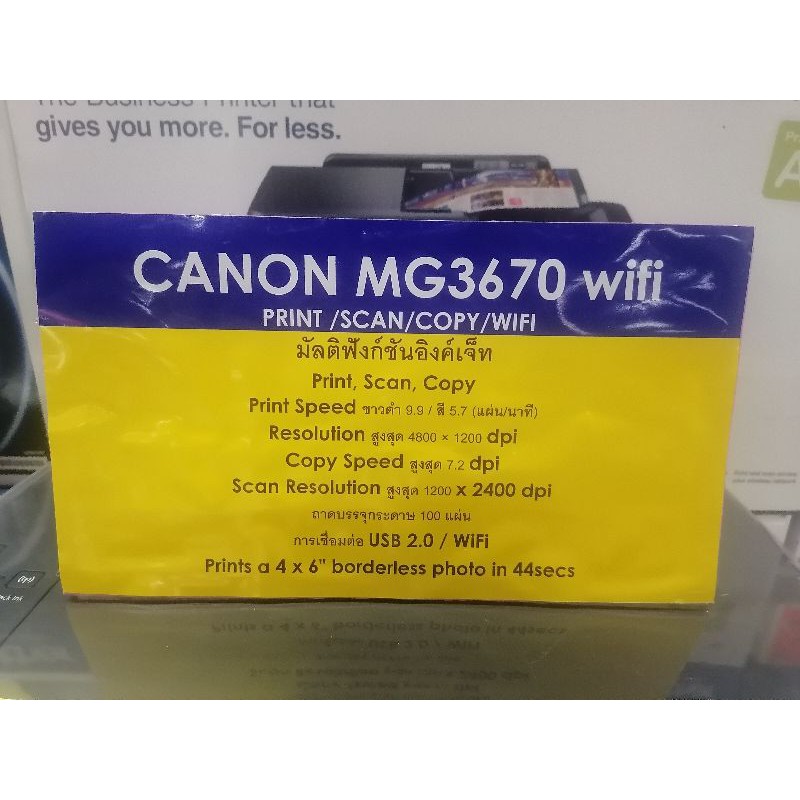 The Business Printer that
gives you more. For less.
CANON MG3670 wifi
PRINT /SCAN/COPY/WIFI
มัลติฟังก์ชันอิงค์เจ็ท
Print, Scan, Copy
Print Speed ขาวดำ 9.9 / สี 5.7 (แผ่น/นาที)
Resolution สูงสุด 4800 × 1200 dpi
Copy Speed สูงสุด 7.2 dpi
Scan Resolution สูงสุด 1200 x 2400 dpi
ถาดบรรจุกระดาษ 100 แผ่น
การเชื่อมต่อ USB 2.0 / WiFi
Prints a 4 x 6" borderless photo in 44secs